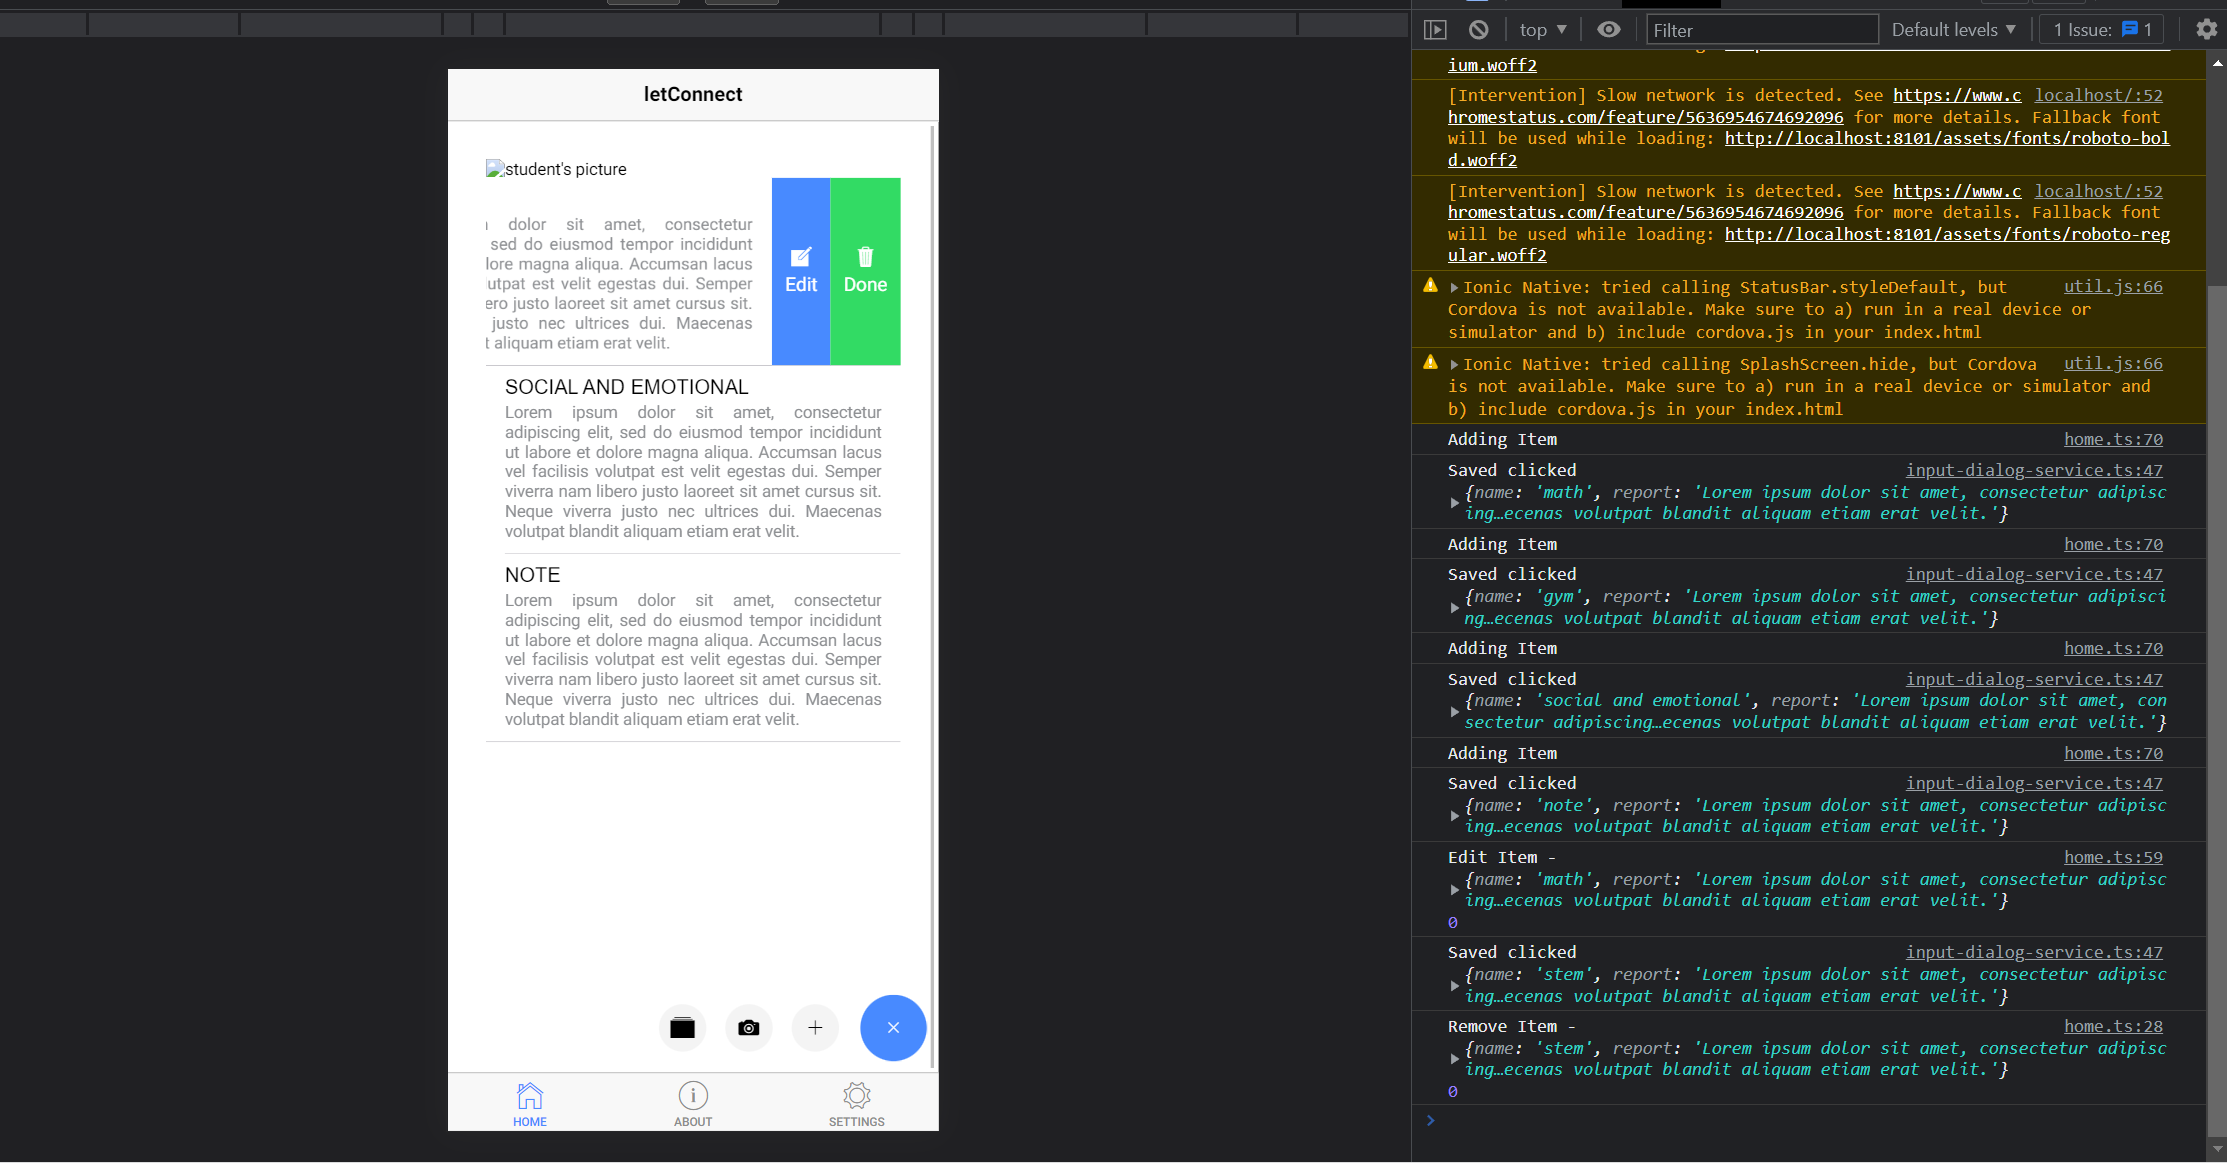 letConnect
student's picture
dolor sit amet, consectetur
sed do eiusmod tempor incididunt
lore magna aliqua. Accumsan lacus
utpat est velit egestas dui. Semper
ero justo laoreet sit amet cursus sit.
justo nec ultrices dui. Maecenas
t aliquam etiam erat velit.
Edit
Done
SOCIAL AND EMOTIONAL
Lorem ipsum dolor sit amet, consectetur
adipiscing elit, sed do eiusmod tempor incididunt
ut labore et dolore magna aliqua. Accumsan lacus
vel facilisis volutpat est velit egestas dui. Semper
viverra nam libero justo laoreet sit amet cursus sit.
Neque viverra justo nec ultrices dui. Maecenas
volutpat blandit aliquam etiam erat velit.
NOTE
Lorem ipsum dolor sit amet, consectetur
adipiscing elit, sed do eiusmod tempor incididunt
ut labore et dolore magna aliqua. Accumsan lacus
vel facilisis volutpat est velit egestas dui. Semper
viverra nam libero justo laoreet sit amet cursus sit.
Neque viverra justo nec ultrices dui. Maecenas
volutpat blandit aliquam etiam erat velit.
HOME
ABOUT
SETTINGS
top
Filter
Default levels
1 Issue: 1
ium.woff2
[Intervention] Slow network is detected. See https://www.c localhost/:52
hromestatus.com/feature/5636954674692096 for more details. Fallback font
will be used while loading: http://localhost:8101/assets/fonts/roboto-bol
d.woff2
[Intervention] Slow network is detected. See https://www.c localhost/:52
hromestatus.com/feature/5636954674692096 for more details. Fallback font
will be used while loading: http://localhost:8101/assets/fonts/roboto-reg
ular.woff2
Ionic Native: tried calling StatusBar.styleDefault, but util.js:66
Cordova is not available. Make sure to a) run in a real device or
simulator and b) include cordova.js in your index.html
Ionic Native: tried calling SplashScreen.hide, but Cordova util.js:66
is not available. Make sure to a) run in a real device or simulator and
b) include cordova.js in your index.html
Adding Item home.ts:70
Saved clicked input-dialog-service.ts:47
{name: 'math', report: 'Lorem ipsum dolor sit amet, consectetur adipisc
ing…ecenas volutpat blandit aliquam etiam erat velit.'}
Adding Item home.ts:70
Saved clicked input-dialog-service.ts:47
{name: 'gym', report: 'Lorem ipsum dolor sit amet, consectetur adipisci
ng…ecenas volutpat blandit aliquam etiam erat velit.'}
Adding Item home.ts:70
Saved clicked input-dialog-service.ts:47
{name: 'social and emotional', report: 'Lorem ipsum dolor sit amet, con
sectetur adipiscing…ecenas volutpat blandit aliquam etiam erat velit.'}
Adding Item home.ts:70
Saved clicked input-dialog-service.ts:47
{name: 'note', report: 'Lorem ipsum dolor sit amet, consectetur adipisc
ing…ecenas volutpat blandit aliquam etiam erat velit.'}
Edit Item - home.ts:59
{name: 'math', report: 'Lorem ipsum dolor sit amet, consectetur adipisc
ing…ecenas volutpat blandit aliquam etiam erat velit.'}
0
Saved clicked input-dialog-service.ts:47
{name: 'stem', report: 'Lorem ipsum dolor sit amet, consectetur adipisc
ing…ecenas volutpat blandit aliquam etiam erat velit.'}
Remove Item - home.ts:28
{name: 'stem', report: 'Lorem ipsum dolor sit amet, consectetur adipisc
ing…ecenas volutpat blandit aliquam etiam erat velit.'}
0